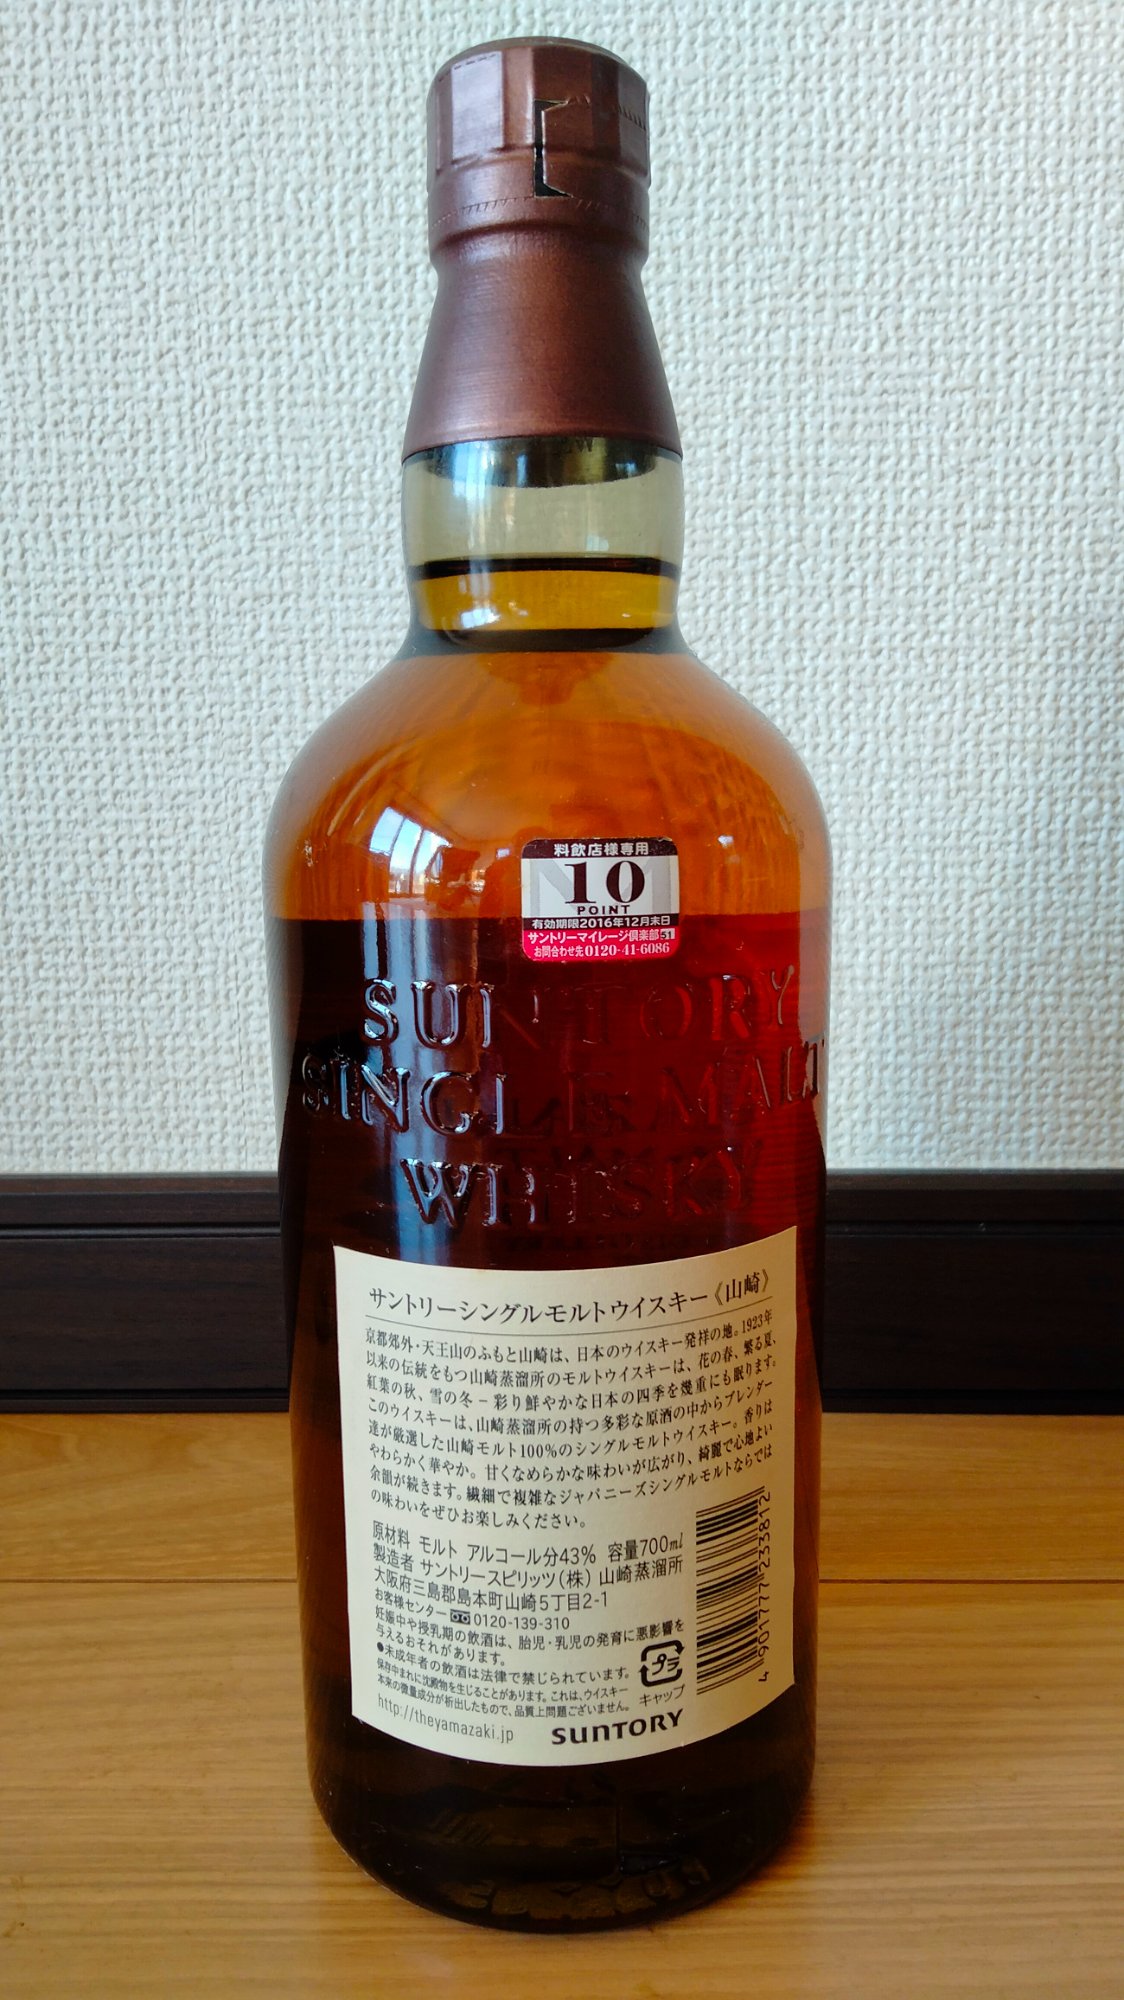 料飲店様専用
10
POINT
有効期限2016年12月末日
サントリーマイレージ倶楽部51
お問合わせ先0120-41-6086
SUNTORY
SINGLE MALT
WHISKY
サントリーシングルモルトウイスキー《山崎》
京都郊外・天王山のふもと山崎は、日本のウイスキー発祥の地。1923年
以来の伝統をもつ山崎蒸溜所のモルトウイスキーは、花の春、繁る夏、
紅葉の秋、雪の冬−彩り鮮やかな日本の四季を幾重にも眠ります。
このウイスキーは、山崎蒸溜所の持つ多彩な原酒の中からブレンダー
達が厳選した山崎モルト100%のシングルモルトウイスキー。香りは
やわらかく華やか。甘くなめらかな味わいが広がり、綺麗で心地よい
余韻が続きます。繊細で複雑なジャパニーズシングルモルトならでは
の味わいをぜひお楽しみください。
原材料 モルト アルコール分43% 容量700ml
製造者 サントリースピリッツ(株) 山崎蒸溜所
大阪府三島郡島本町山崎5丁目2-1
お客様センター 0120-139-310
妊娠中や授乳期の飲酒は、胎児・乳児の発育に悪影響を
与えるおそれがあります。
●未成年者の飲酒は法律で禁じられています。
保存中まれに沈殿物を生じることがあります。これは、ウイスキー
本来の微量成分が析出したもので、品質上問題ございません。
プラ
キャップ
http://theyamazaki.jp
SUNTORY
4 901777 233812